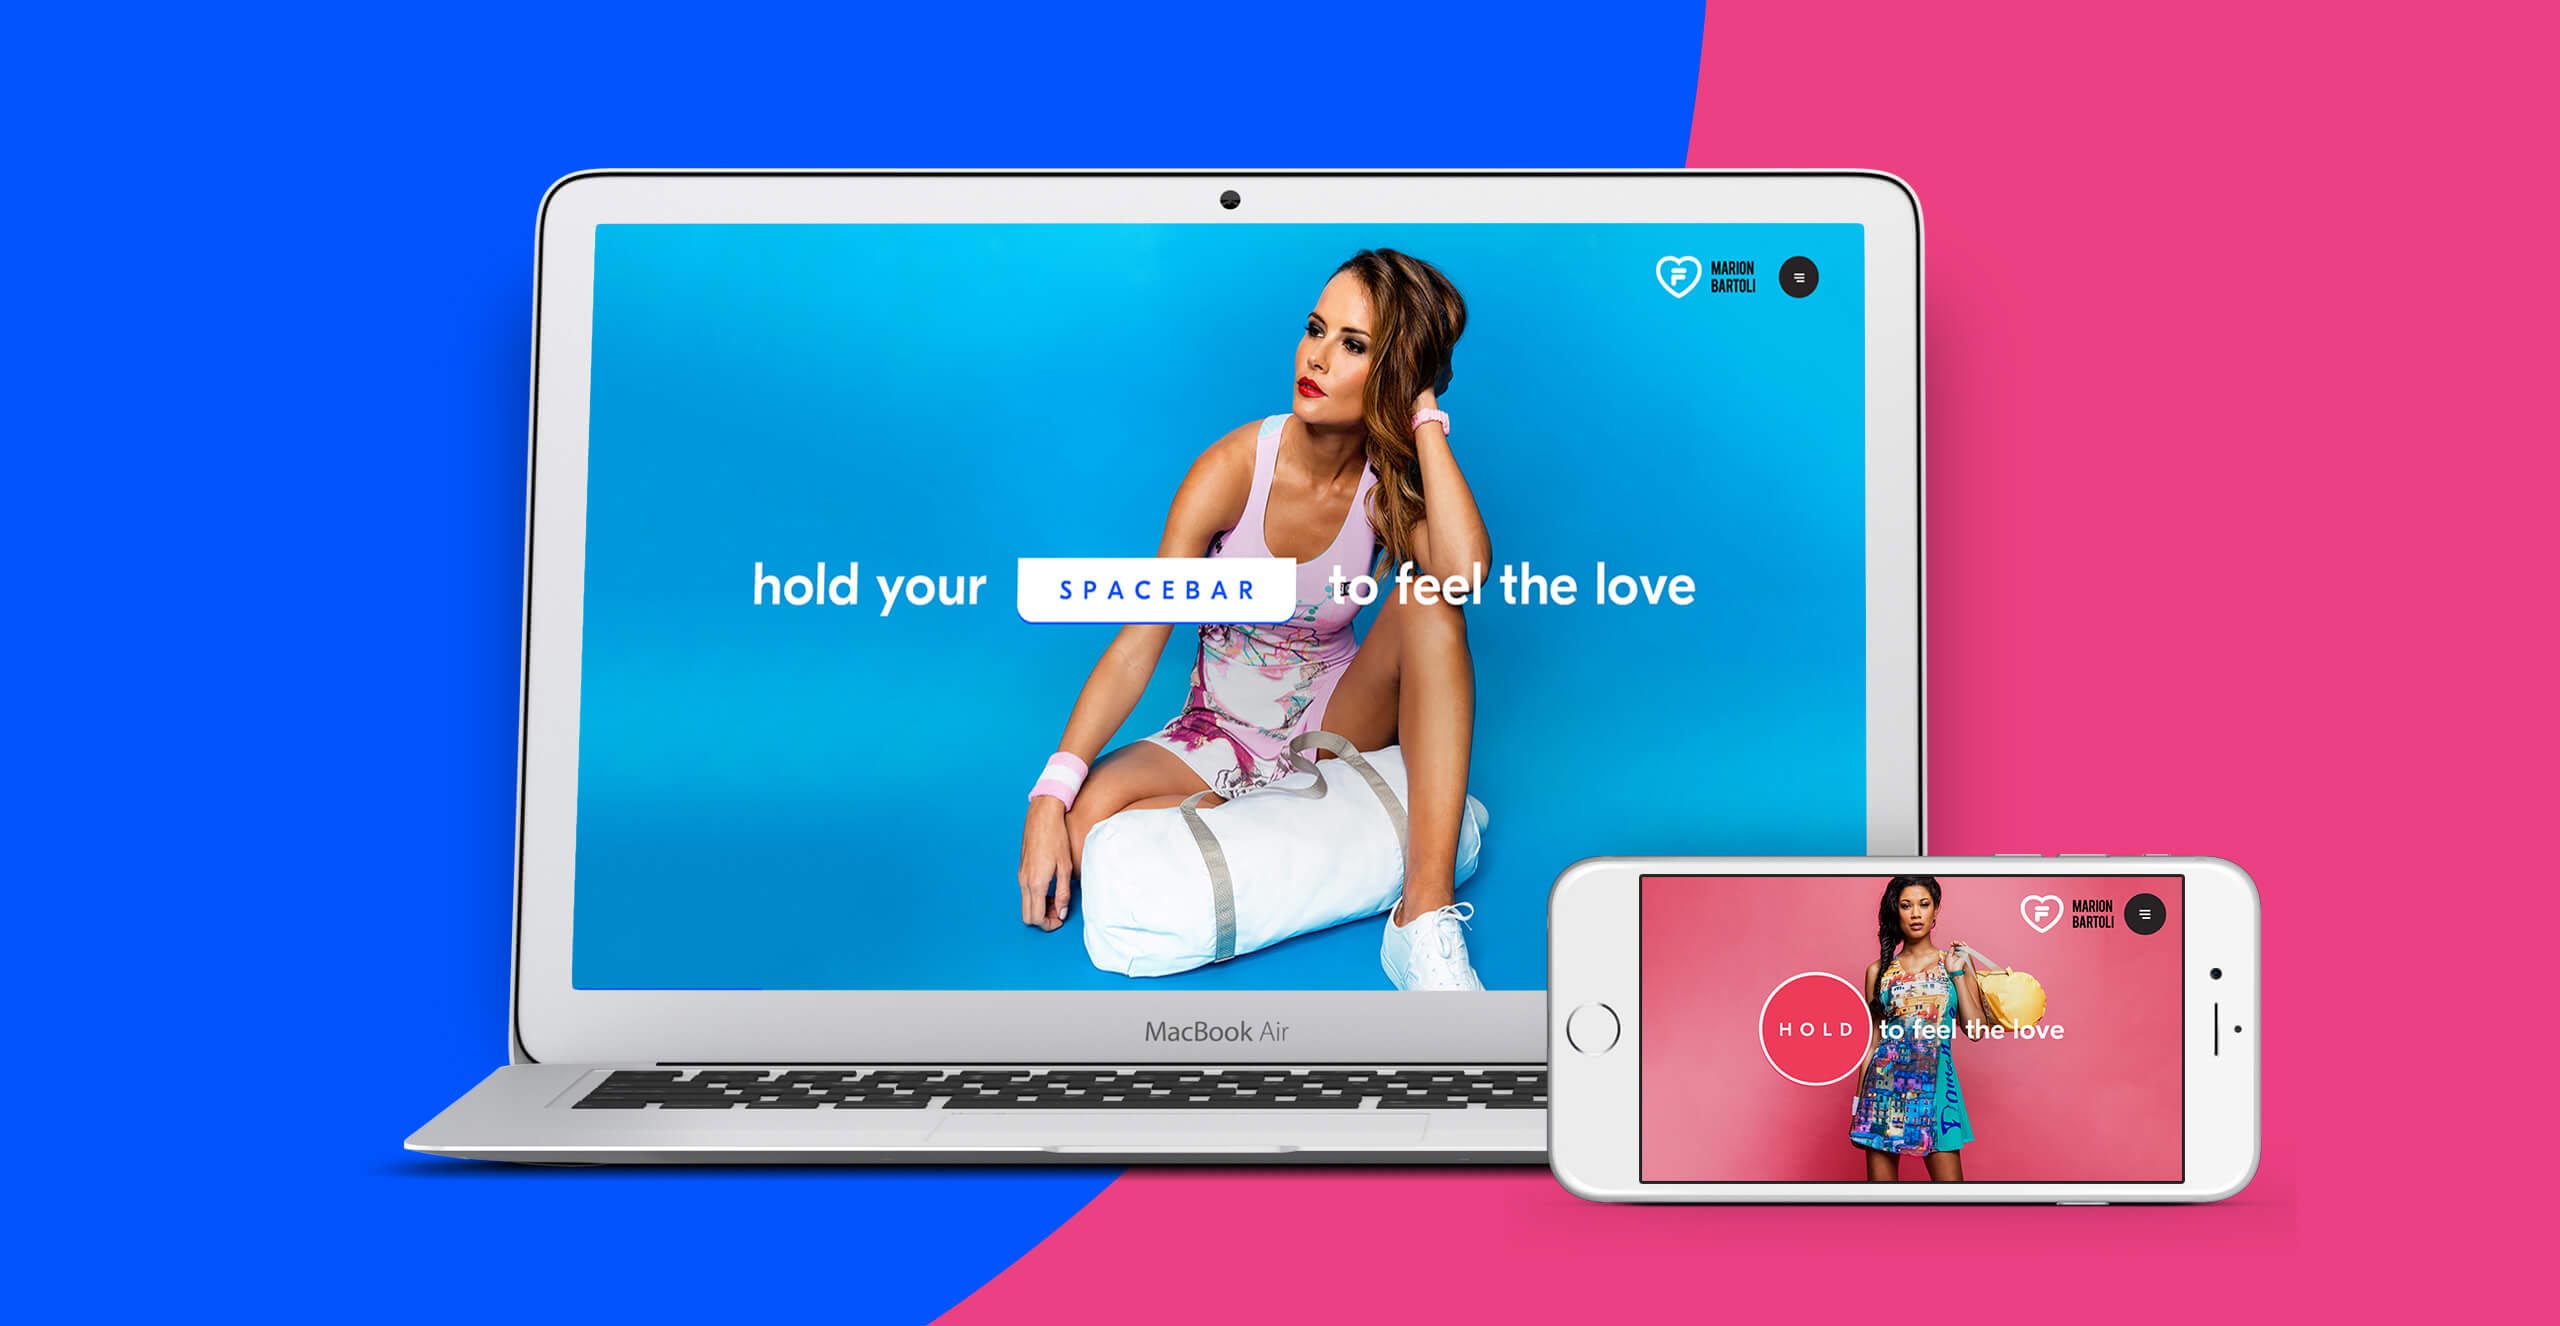 MARION
BARTOLI
hold your SPACEBAR to feel the love
MacBook Air
MARION
BARTOLI
HOLD to feel the love